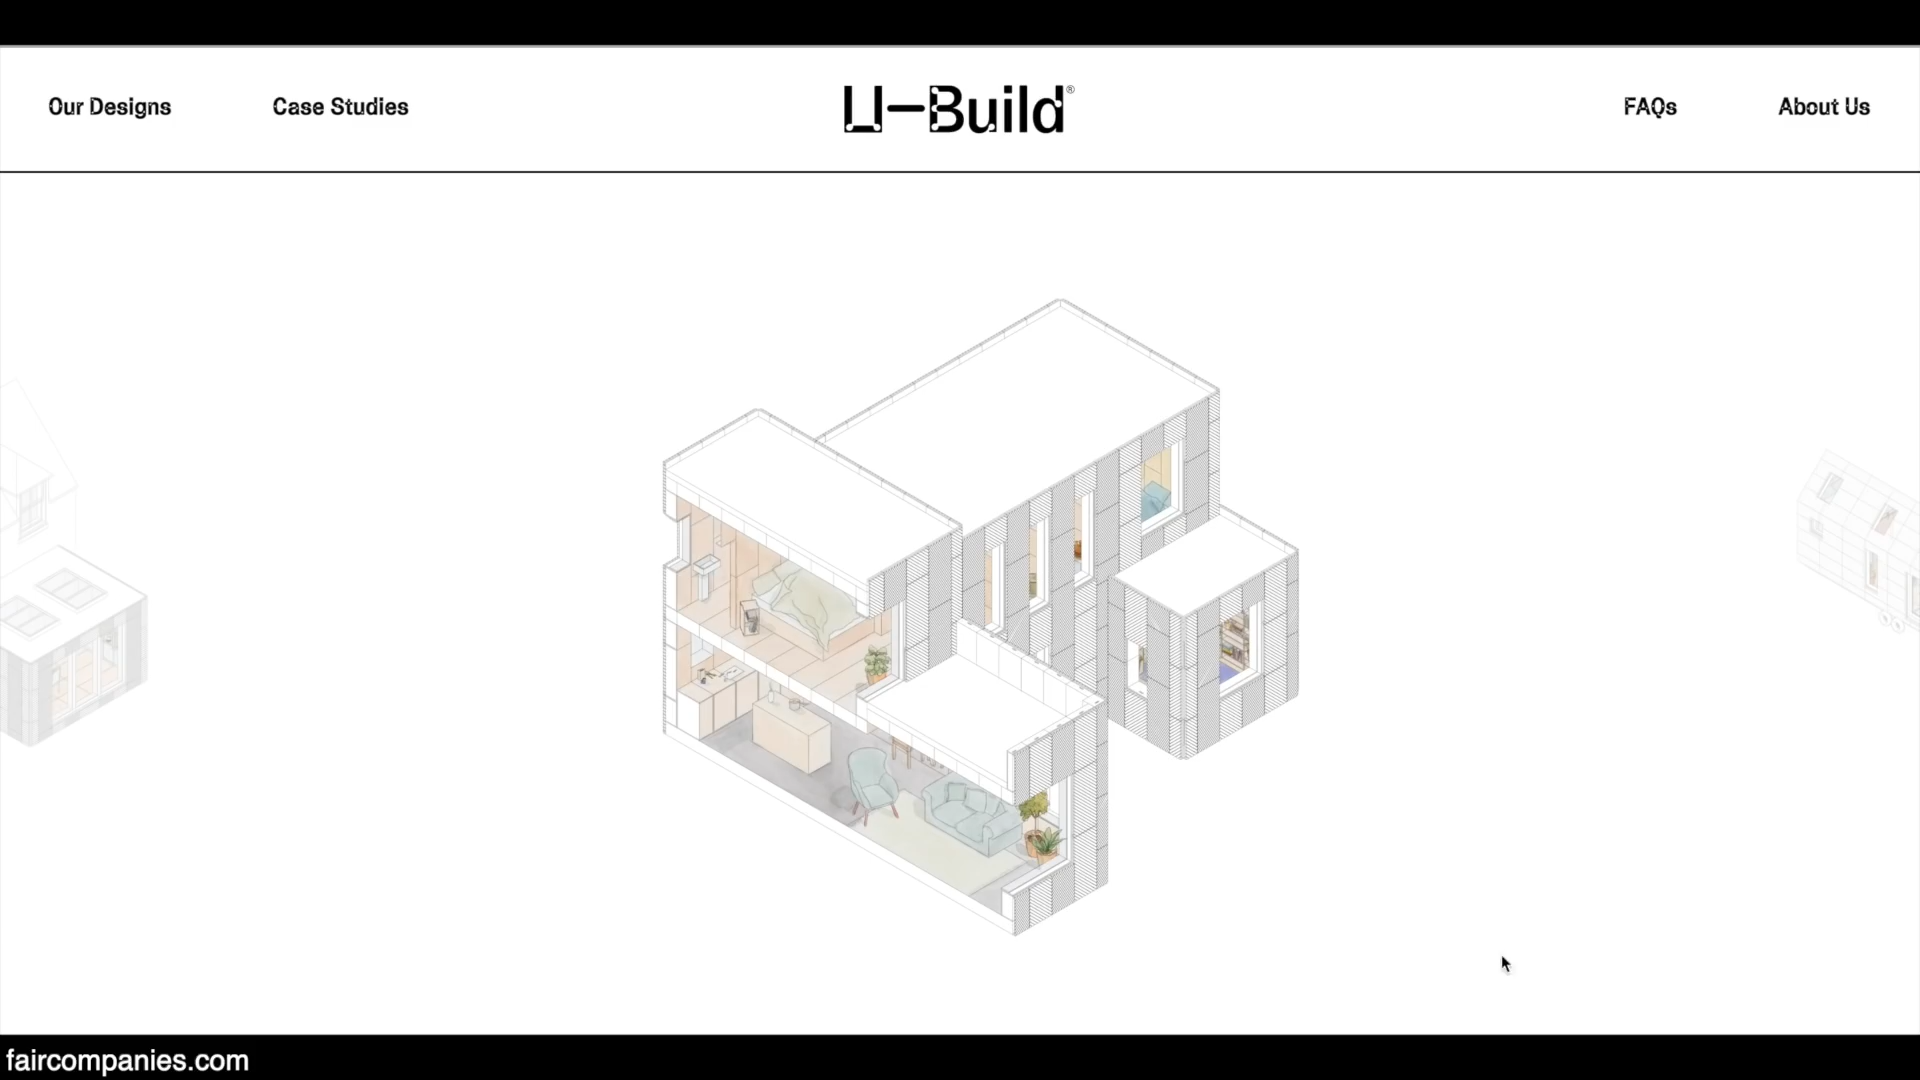 Our Designs
Case Studies
U-Build®
FAQs
About Us
faircompanies.com